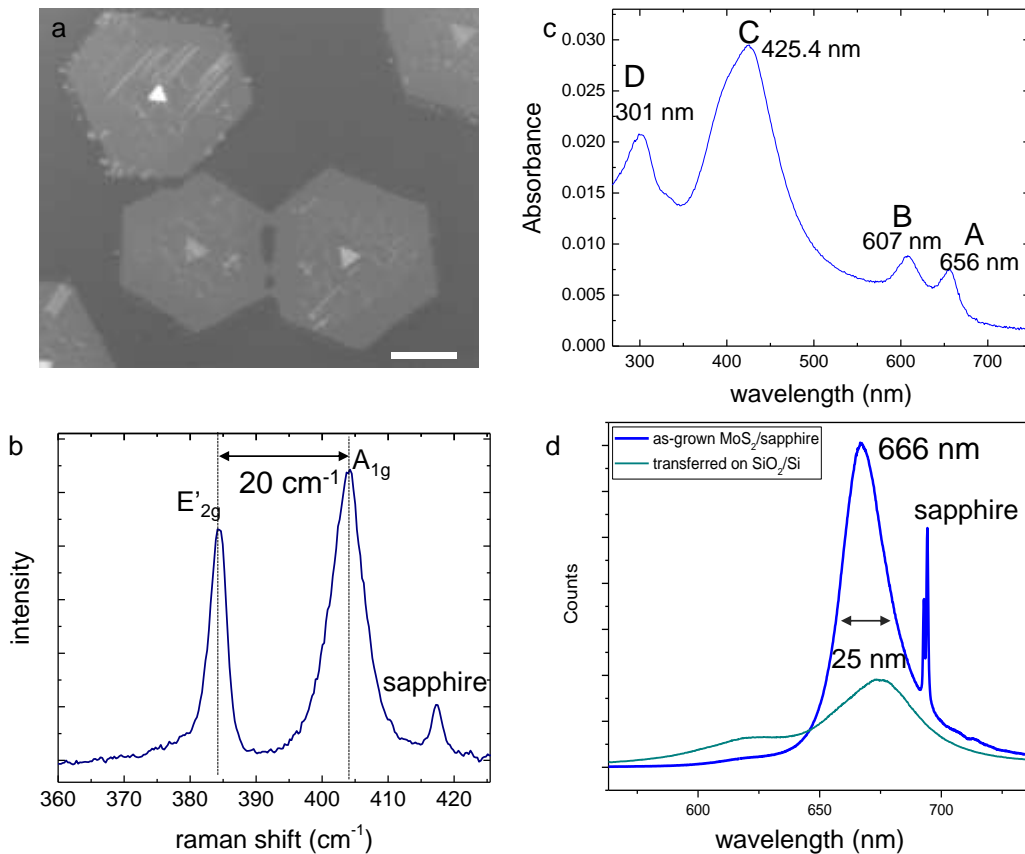 a
c
D
301 nm
C
425.4 nm
B
607 nm
A
656 nm
0.030
0.025
0.020
0.015
0.010
0.005
0.000
Absorbance
300 400 500 600 700
wavelength (nm)
b
E'2g
20 cm-1
A1g
sapphire
intensity
360 370 380 390 400 410 420
raman shift (cm-1)
d
as-grown MoS2/sapphire
transferred on SiO2/Si
666 nm
sapphire
25 nm
Counts
600 650 700
wavelength (nm)